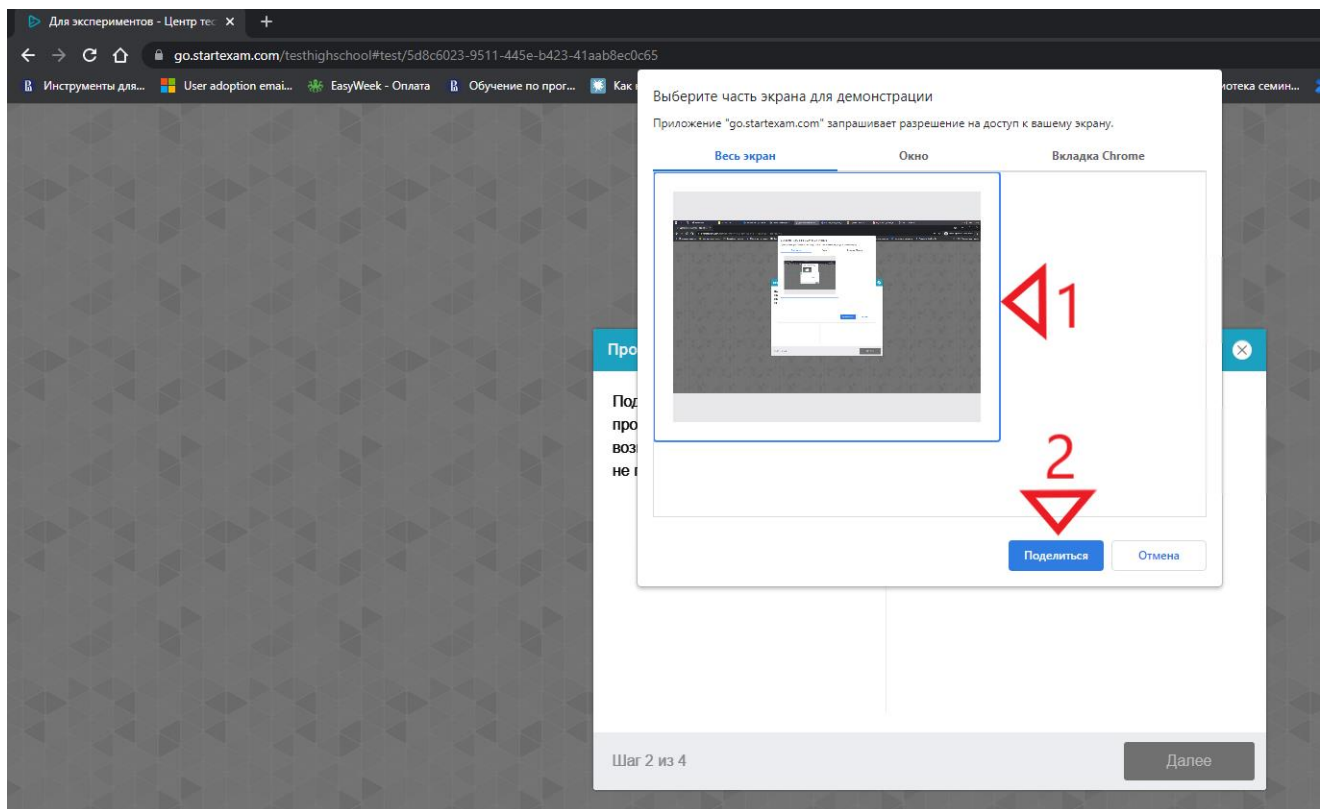 Для экспериментов - Центр тес
go.startexam.com/testhighschool#test/5d8c6023-9511-445e-b423-41aab8ec0c65
Инструменты для... User adoption emai... EasyWeek - Оплата Обучение по прог... Как иотека семин...
Выберите часть экрана для демонстрации
Приложение "go.startexam.com" запрашивает разрешение на доступ к вашему экрану.
Весь экран Окно Вкладка Chrome
1
Про
Под
про
воз
не п
2
Поделиться Отмена
Шаг 2 из 4 Далее